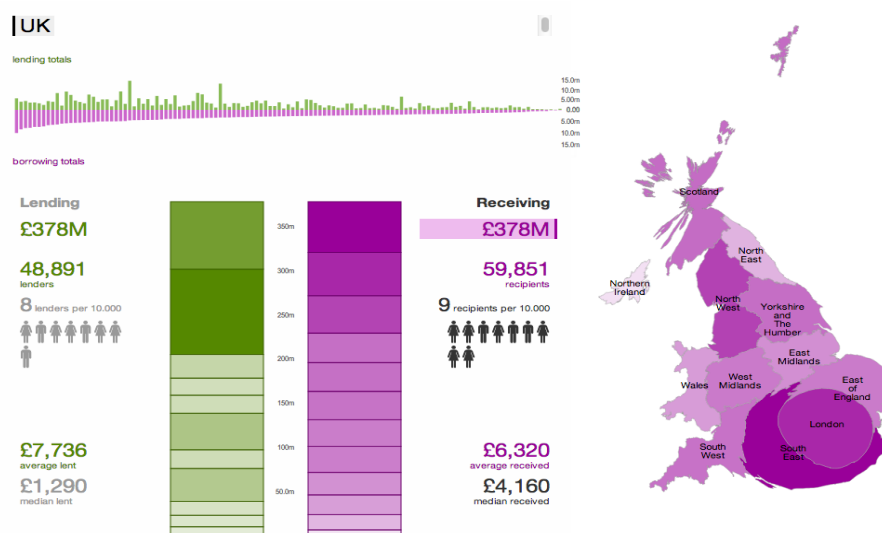 UK
lending totals
15.0m
10.0m
5.00m
0.00
5.00m
10.0m
15.0m
borrowing totals
Lending
£378M
48,891
lenders
8 lenders per 10.000
£7,736
average lent
£1,290
median lent
350m
300m
250m
200m
150m
100m
50.0m
Receiving
£378M
59,851
recipients
9 recipients per 10.000
£6,320
average received
£4,160
median received
Scotland
North
East
Northern
Ireland
North
West
Yorkshire
and
The
Humber
East
Midlands
West
Midlands
Wales
East
of
England
London
South
West
South
East